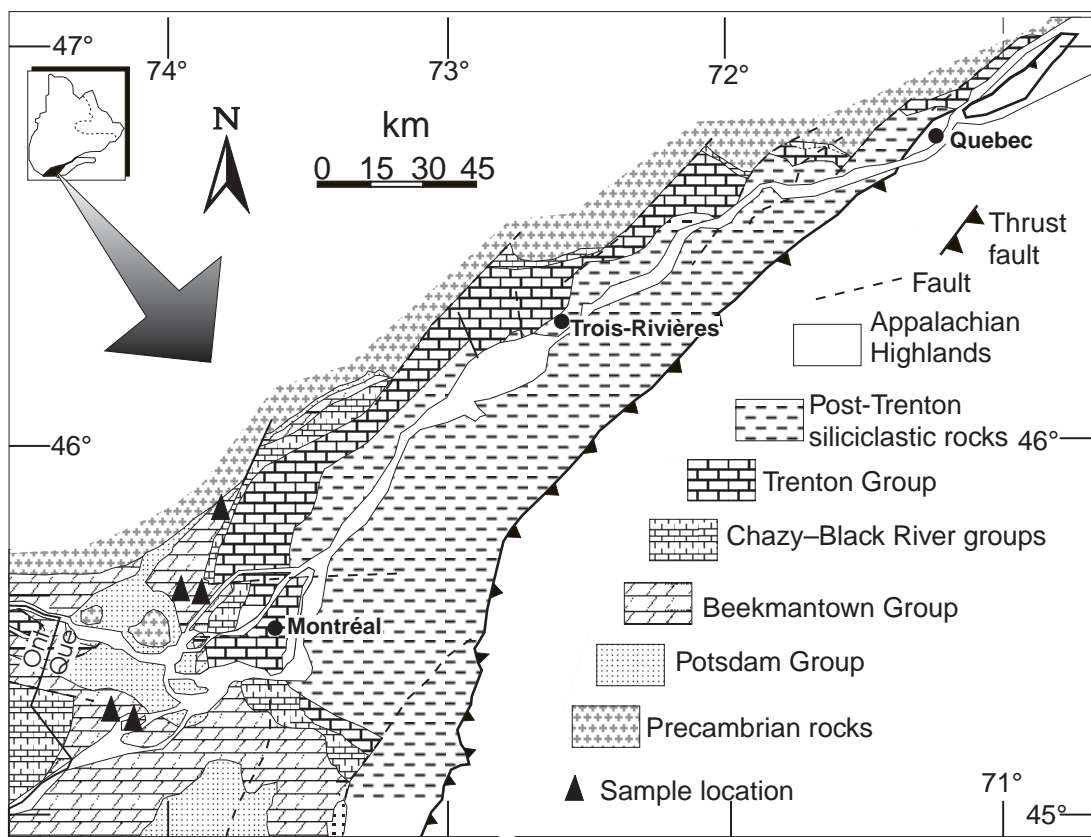 47°
74°
73°
72°
N
km
0 15 30 45
Quebec
Thrust
fault
Fault
Trois-Rivières
Appalachian
Highlands
Post-Trenton
siliciclastic rocks
46°
46°
Trenton Group
Chazy–Black River groups
Beekmantown Group
Montréal
Ont
Que
Potsdam Group
Precambrian rocks
Sample location
71°
45°